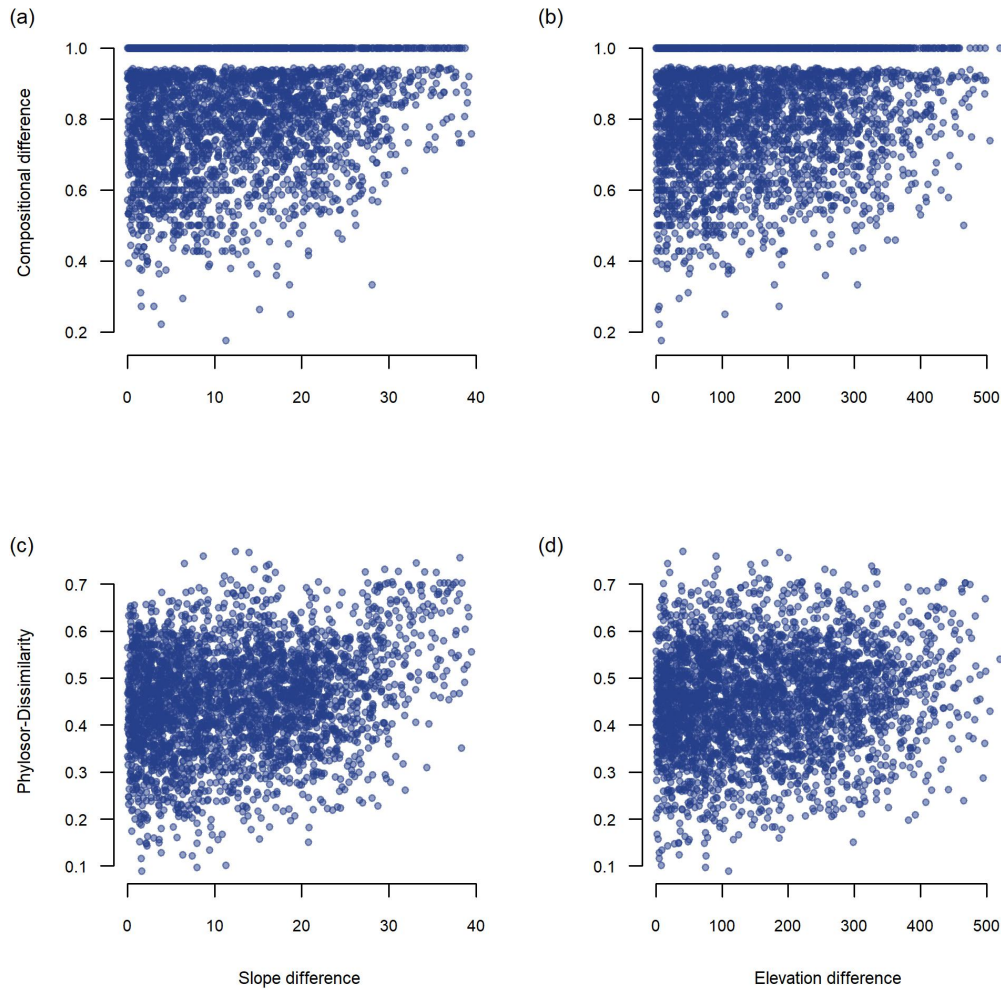 (a)
(b)
Compositional difference
1.0
0.8
0.6
0.4
0.2
0 10 20 30 40
1.0
0.8
0.6
0.4
0.2
0 100 200 300 400 500
(c)
(d)
Phylosor-Dissimilarity
0.7
0.6
0.5
0.4
0.3
0.2
0.1
0 10 20 30 40
Slope difference
0.7
0.6
0.5
0.4
0.3
0.2
0.1
0 100 200 300 400 500
Elevation difference